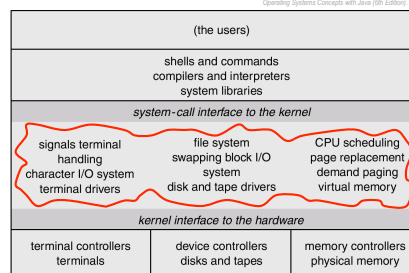 Operating Systems Concepts with Java (6th Edition)
(the users)
shells and commands
compilers and interpreters
system libraries
system-call interface to the kernel
signals terminal
handling
character I/O system
terminal drivers
file system
swapping block I/O
system
disk and tape drivers
CPU scheduling
page replacement
demand paging
virtual memory
kernel interface to the hardware
terminal controllers
terminals
device controllers
disks and tapes
memory controllers
physical memory